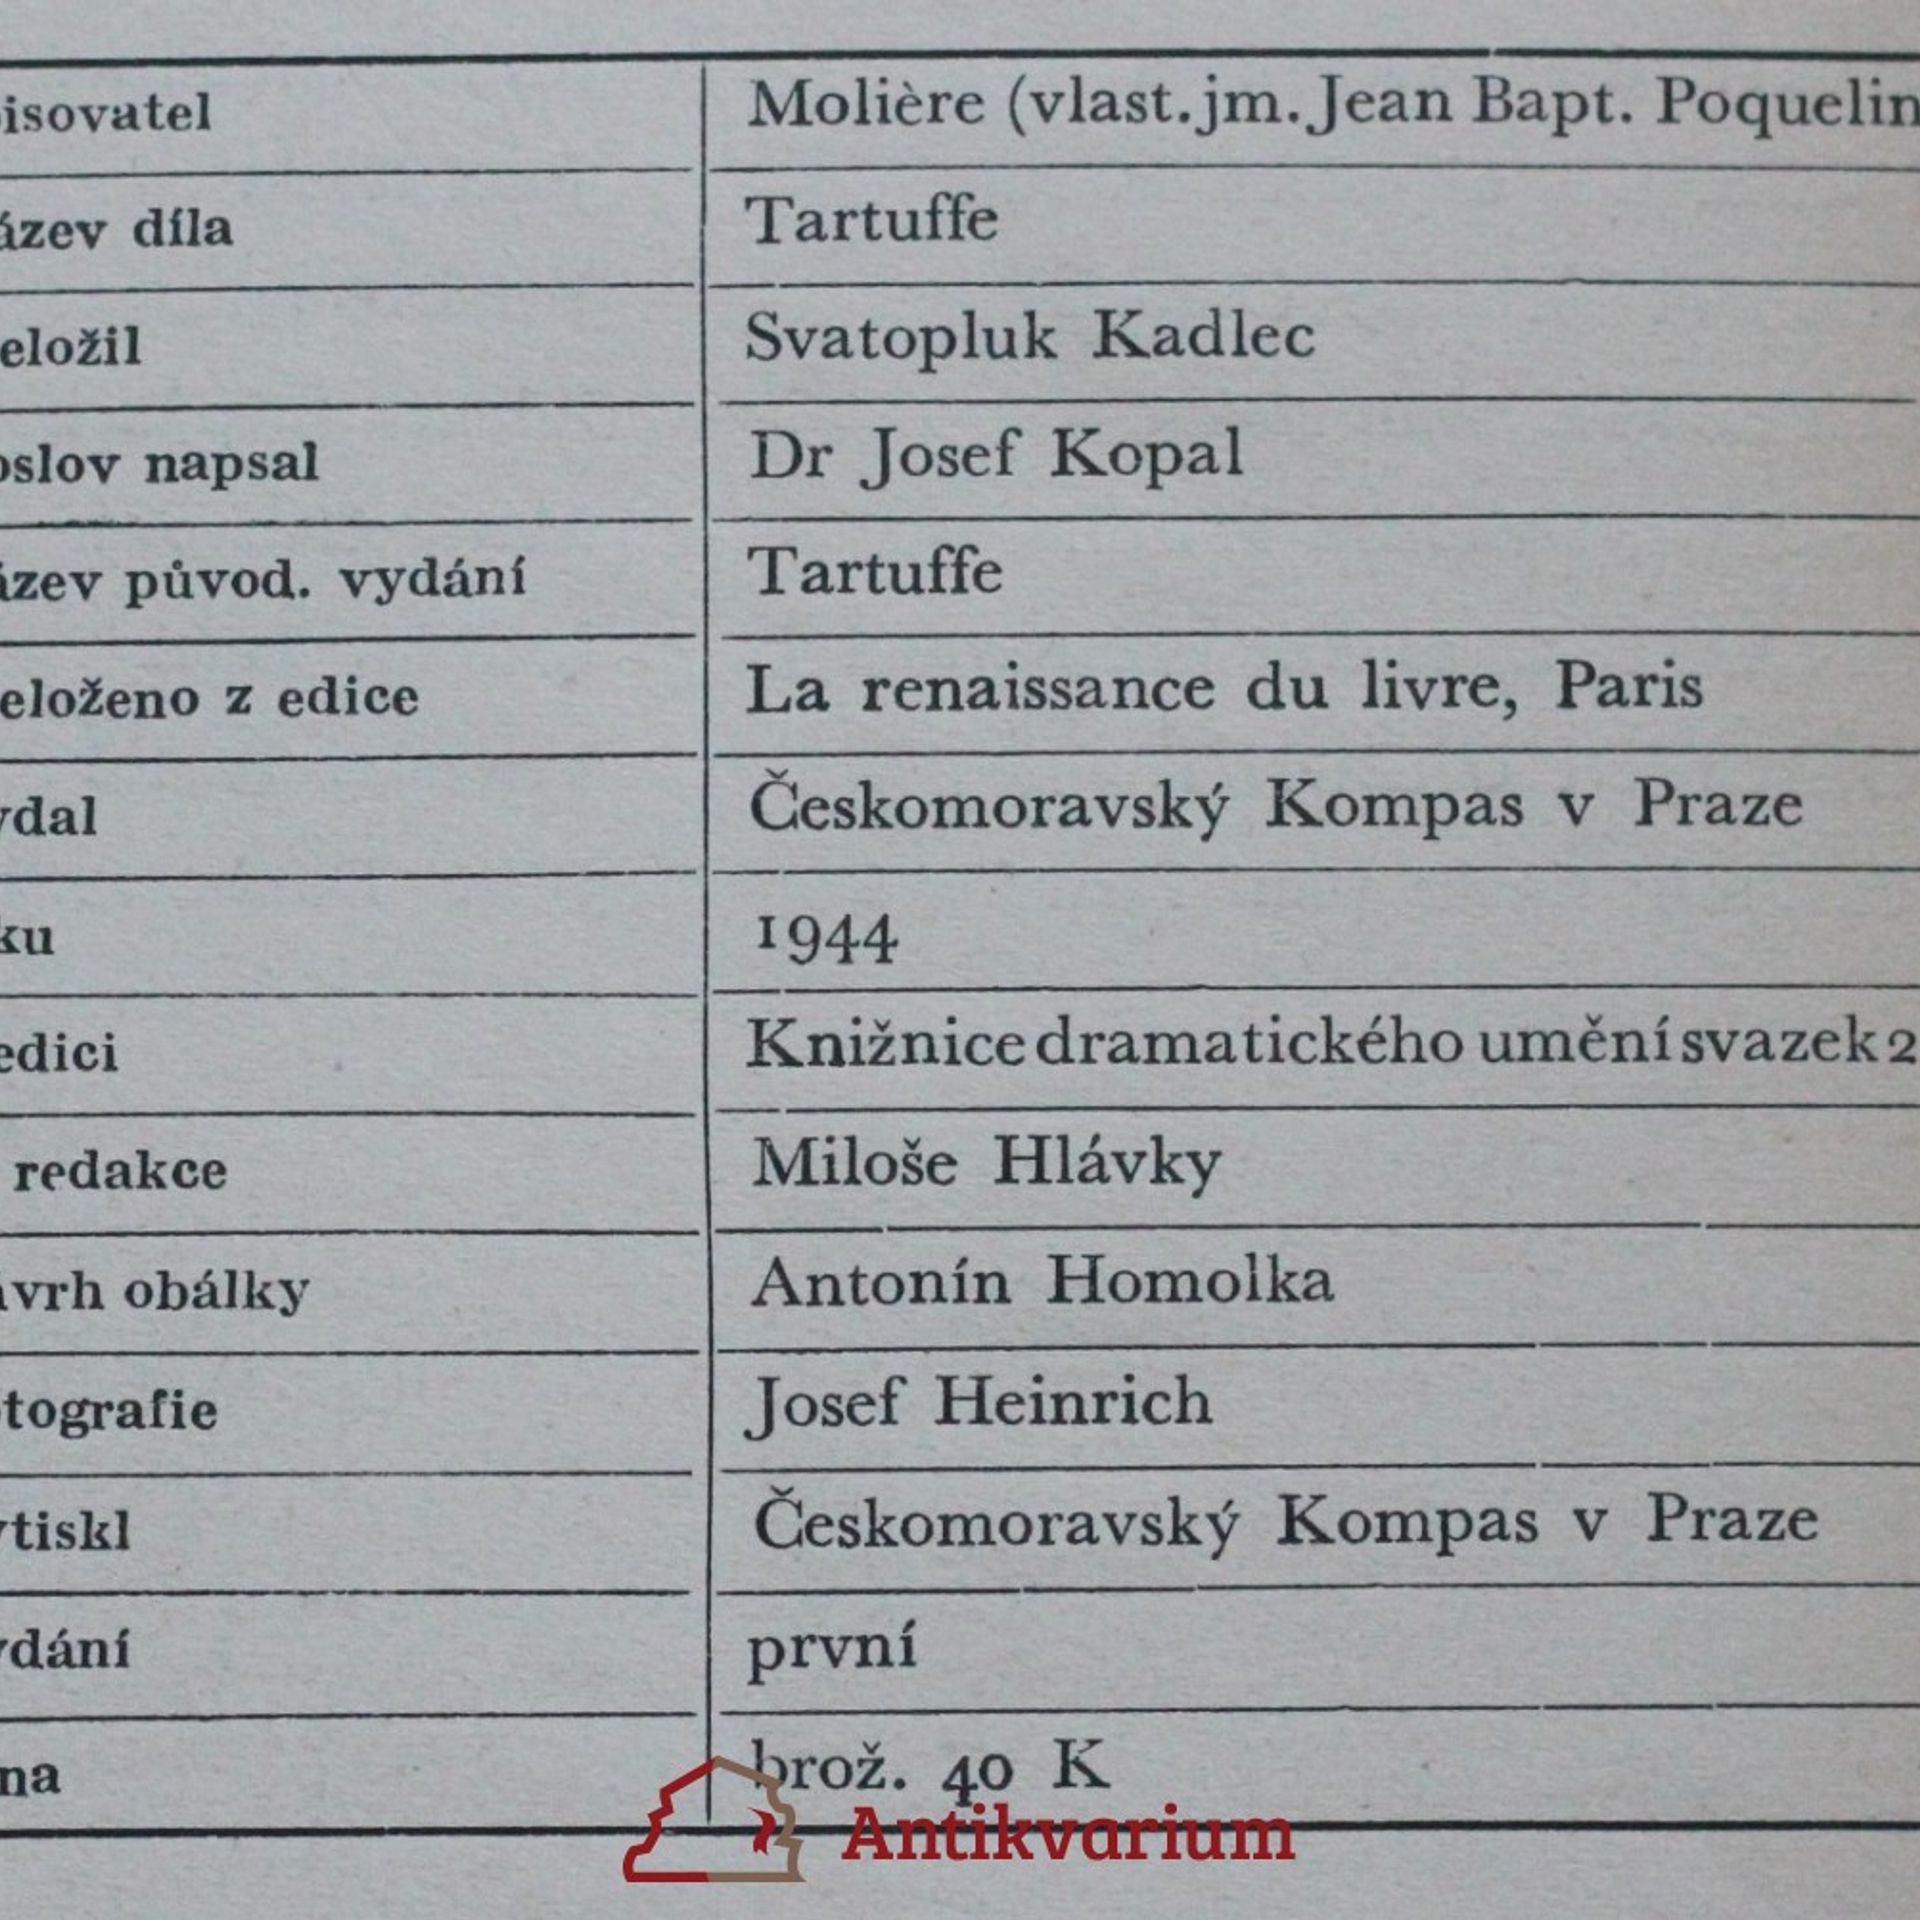 isovatel Molière (vlast. jm. Jean Bapt. Poquelin
ázev díla Tartuffe
eložil Svatopluk Kadlec
oslov napsal Dr Josef Kopal
ázev původ. vydání Tartuffe
eloženo z edice La renaissance du livre, Paris
ydal Českomoravský Kompas v Praze
ku 1944
edici Knižnice dramatického umění svazek 2
redakce Miloše Hlávky
ávrh obálky Antonín Homolka
tografie Josef Heinrich
ytiskl Českomoravský Kompas v Praze
ydání první
na brož. 40 K
Antikvarium